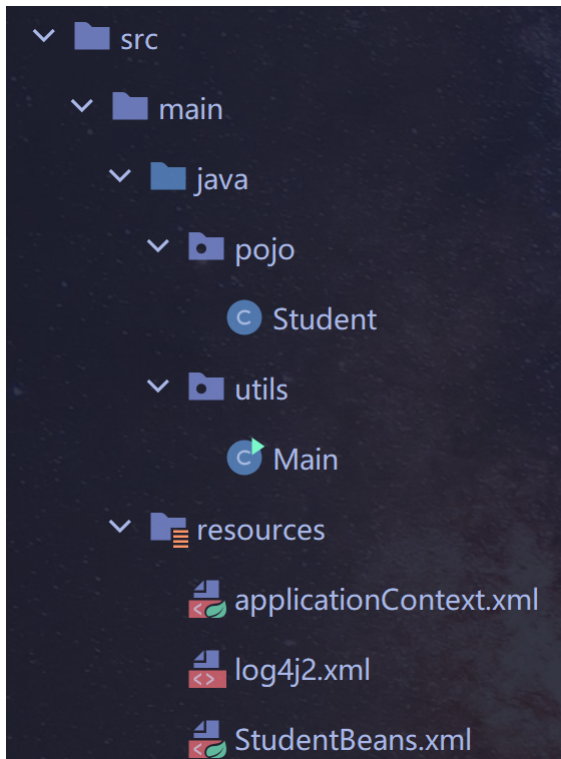 src
main
java
pojo
C Student
utils
C Main
resources
applicationContext.xml
log4j2.xml
StudentBeans.xml